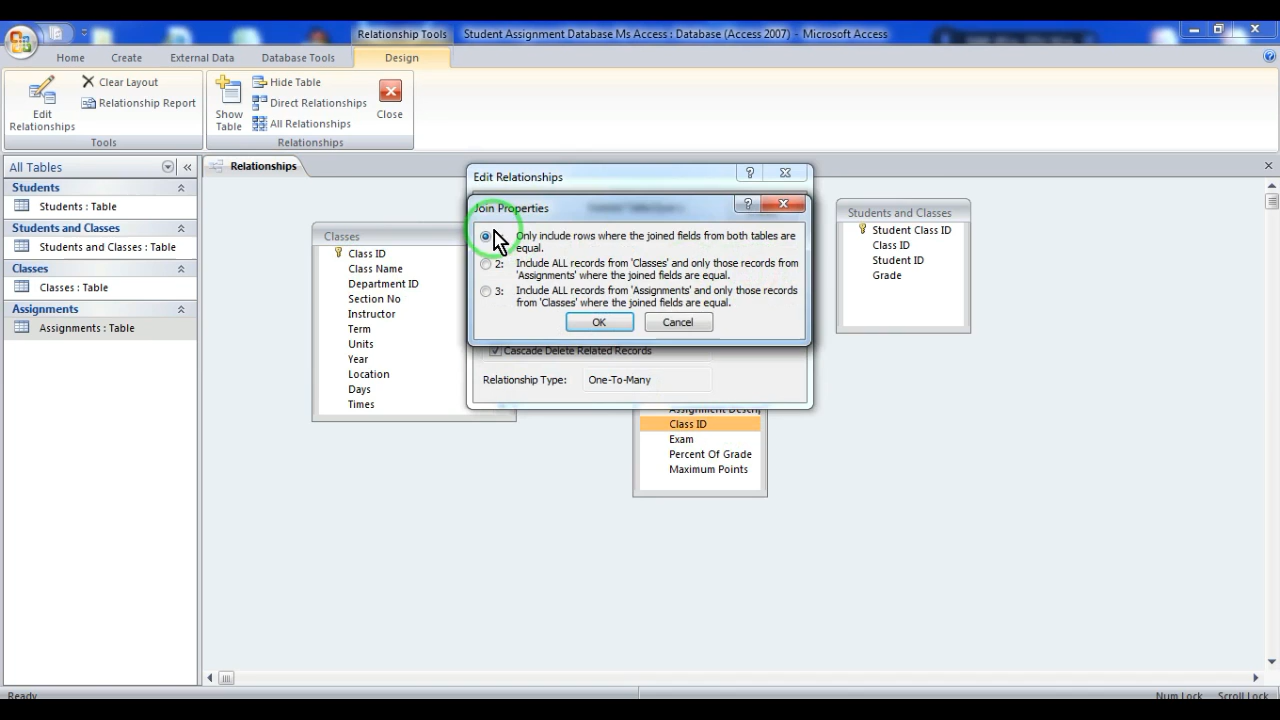 Relationship Tools
Student Assignment Database Ms Access : Database (Access 2007) - Microsoft Access
Home
Create
External Data
Database Tools
Design
Edit
Relationships
Clear Layout
Relationship Report
Tools
Show
Table
Hide Table
Direct Relationships
All Relationships
Close
Relationships
All Tables
Students
Students : Table
Students and Classes
Students and Classes : Table
Classes
Classes : Table
Assignments
Assignments : Table
Relationships
Classes
Class ID
Class Name
Department ID
Section No
Instructor
Term
Units
Year
Location
Days
Times
Edit Relationships
Join Properties
Only include rows where the joined fields from both tables are
equal.
2: Include ALL records from 'Classes' and only those records from
'Assignments' where the joined fields are equal.
3: Include ALL records from 'Assignments' and only those records
from 'Classes' where the joined fields are equal.
OK
Cancel
Cascade Delete Related Records
Relationship Type: One-To-Many
Class ID
Exam
Percent Of Grade
Maximum Points
Students and Classes
Student Class ID
Class ID
Student ID
Grade
Ready
Num Lock
Scroll Lock